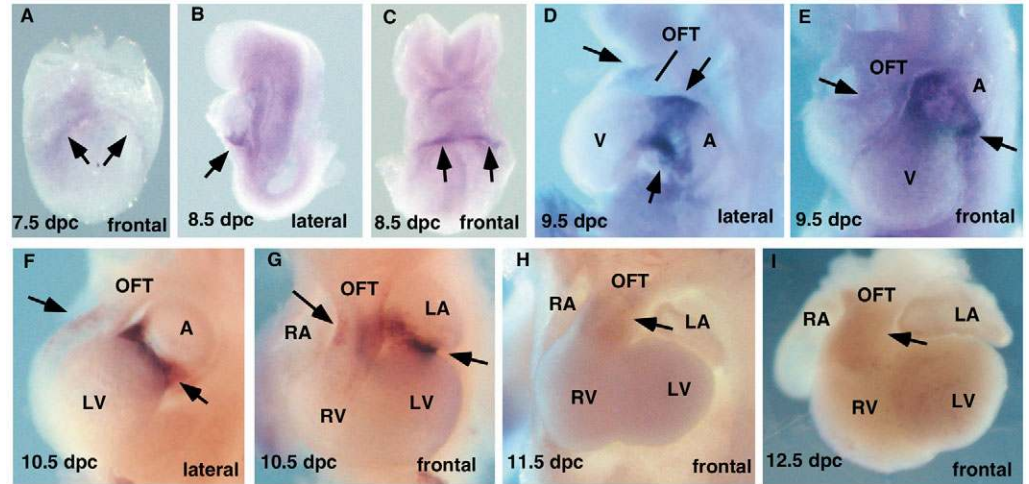 A
7.5 dpc frontal
B
8.5 dpc lateral
C
8.5 dpc frontal
D
OFT
V A
9.5 dpc lateral
E
OFT A
V
9.5 dpc frontal
F
OFT
A
LV
10.5 dpc lateral
G
OFT
RA LA
RV LV
10.5 dpc frontal
H
OFT
RA LA
RV LV
11.5 dpc frontal
I
OFT
RA LA
RV LV
12.5 dpc frontal